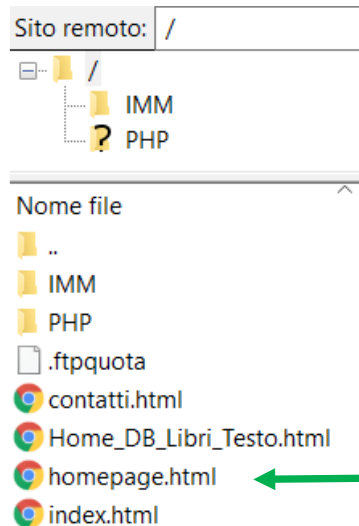 Sito remoto: /
/
IMM
? PHP
Nome file
..
IMM
PHP
.ftpquota
contatti.html
Home_DB_Libri_Testo.html
homepage.html
index.html